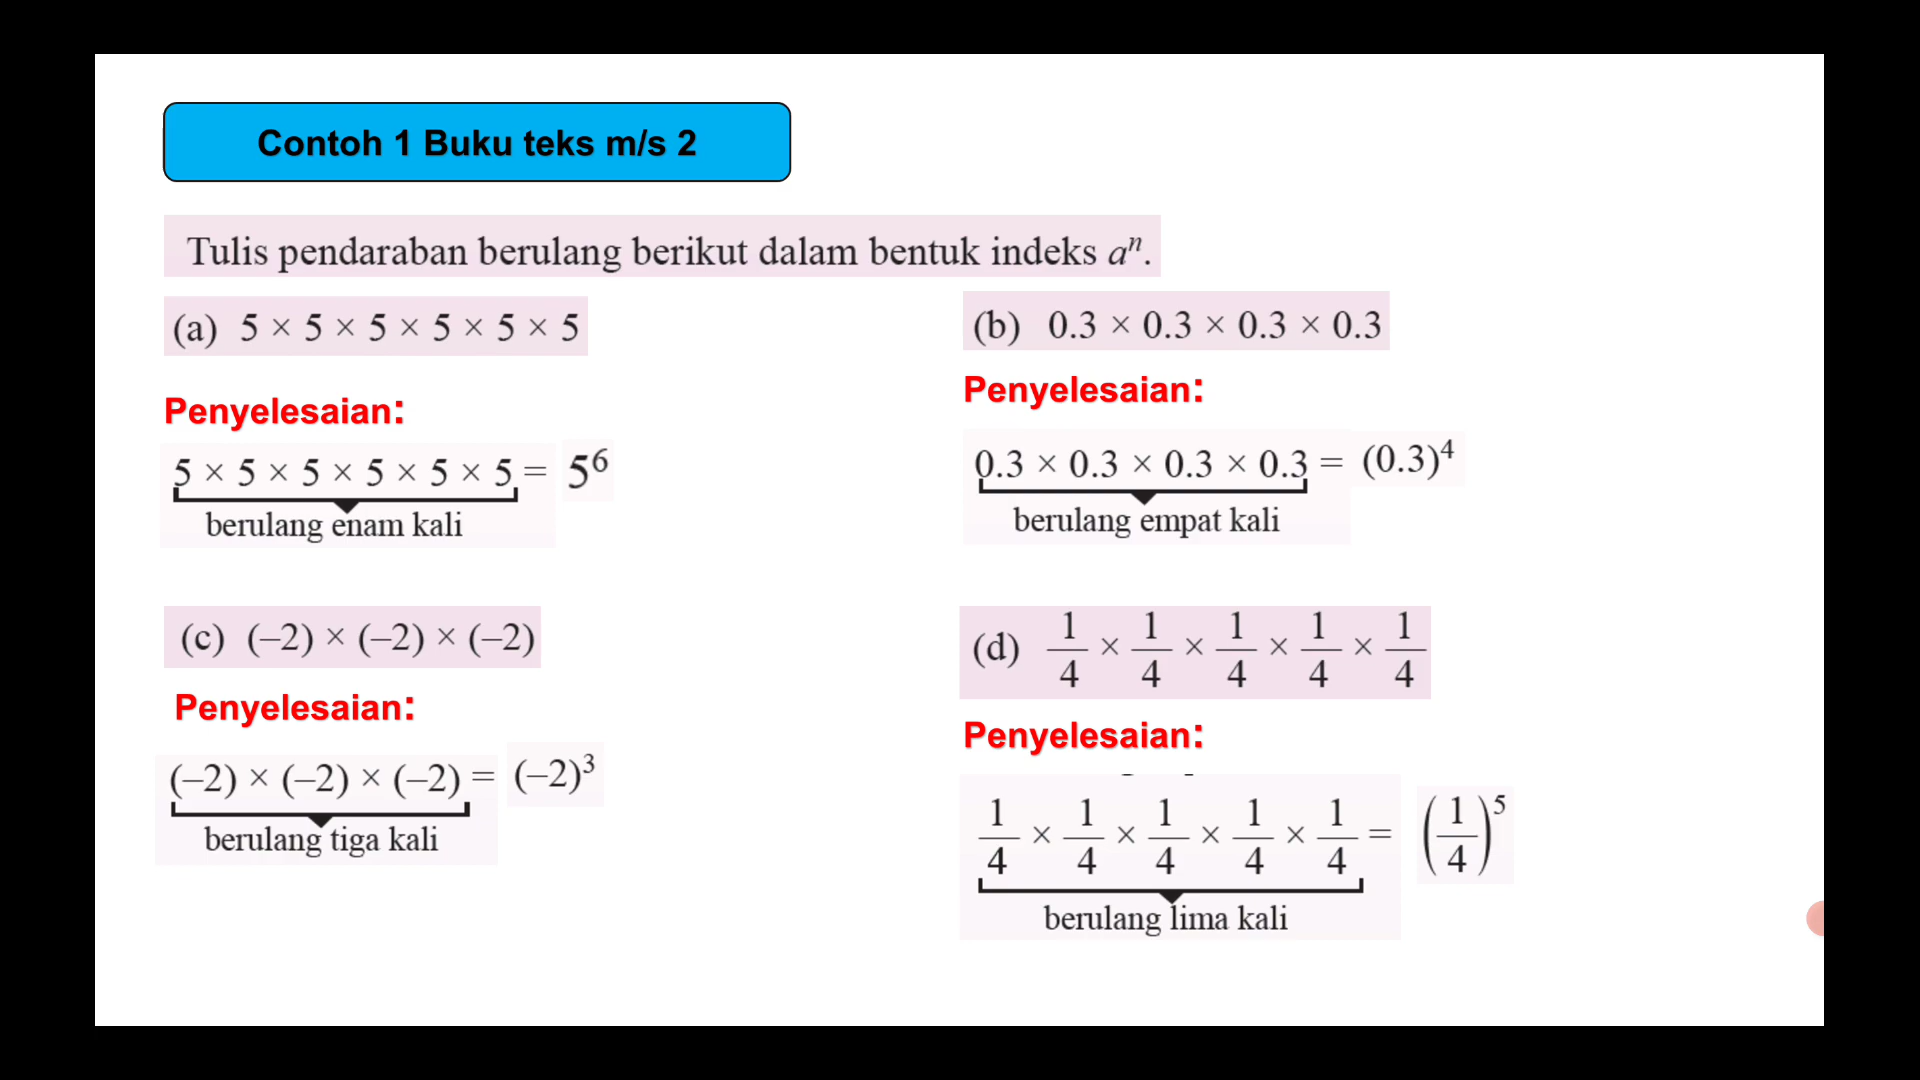 Contoh 1 Buku teks m/s 2
Tulis pendaraban berulang berikut dalam bentuk indeks aⁿ.
(a) 5 × 5 × 5 × 5 × 5 × 5
Penyelesaian:
5 × 5 × 5 × 5 × 5 × 5 = 5⁶
berulang enam kali
(b) 0.3 × 0.3 × 0.3 × 0.3
Penyelesaian:
0.3 × 0.3 × 0.3 × 0.3 = (0.3)⁴
berulang empat kali
(c) (–2) × (–2) × (–2)
Penyelesaian:
(–2) × (–2) × (–2) = (–2)³
berulang tiga kali
(d) 1/4 × 1/4 × 1/4 × 1/4 × 1/4
Penyelesaian:
1/4 × 1/4 × 1/4 × 1/4 × 1/4 = (1/4)⁵
berulang lima kali